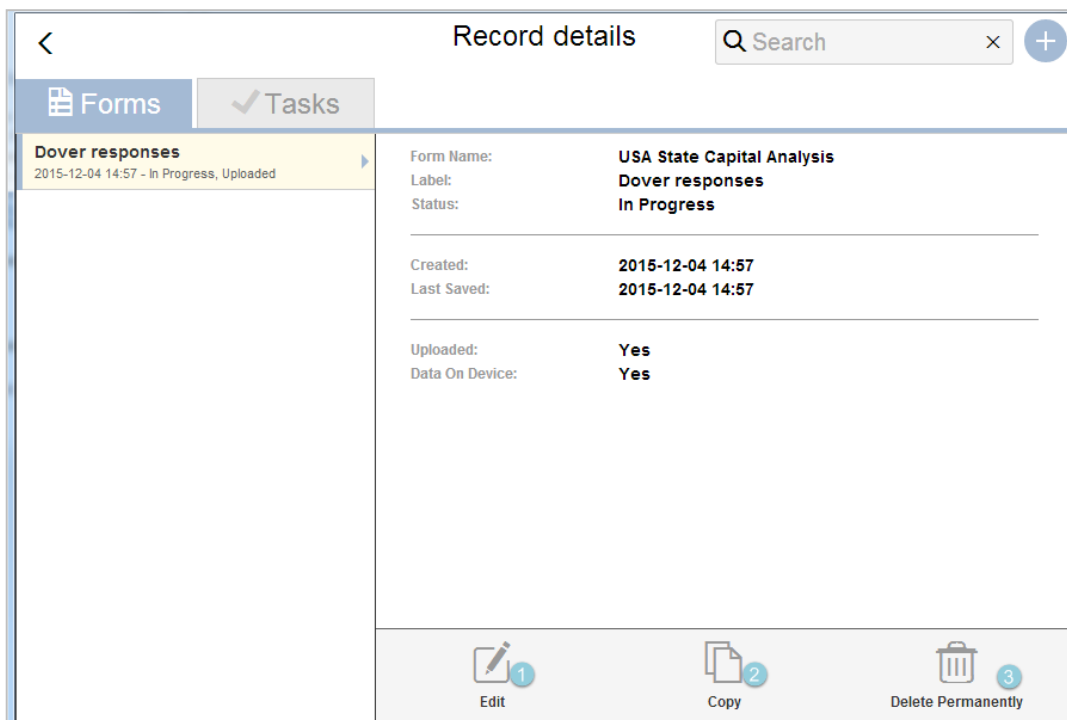 Record details
Search
Forms
Tasks
Dover responses
2015-12-04 14:57 - In Progress, Uploaded
Form Name: USA State Capital Analysis
Label: Dover responses
Status: In Progress
Created: 2015-12-04 14:57
Last Saved: 2015-12-04 14:57
Uploaded: Yes
Data On Device: Yes
1
2
3
Edit
Copy
Delete Permanently